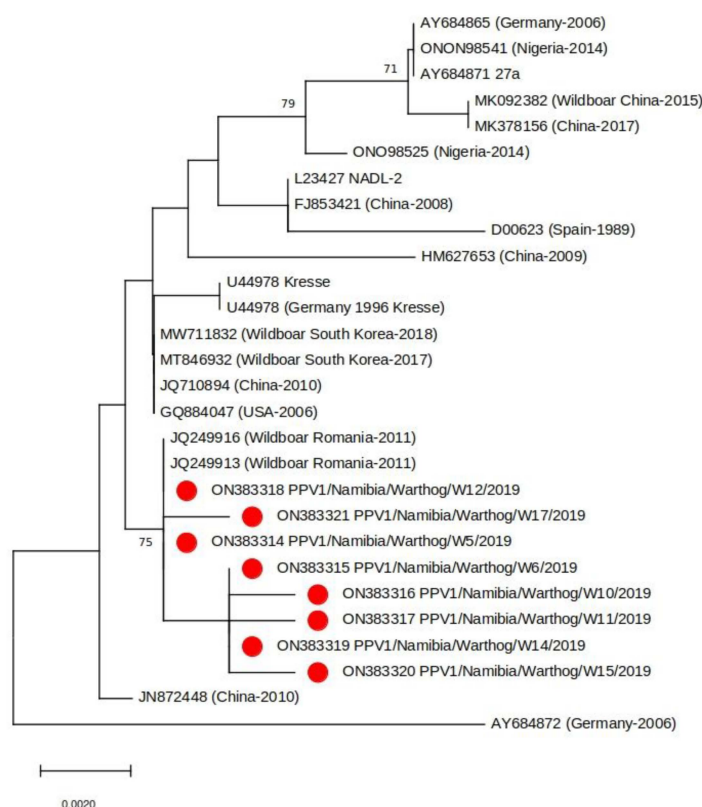 AY684865 (Germany-2006)
ONON98541 (Nigeria-2014)
71
AY684871 27a
MK092382 (Wildboar China-2015)
79
MK378156 (China-2017)
ONO98525 (Nigeria-2014)
L23427 NADL-2
FJ853421 (China-2008)
D00623 (Spain-1989)
HM627653 (China-2009)
U44978 Kresse
U44978 (Germany 1996 Kresse)
MW711832 (Wildboar South Korea-2018)
MT846932 (Wildboar South Korea-2017)
JQ710894 (China-2010)
GQ884047 (USA-2006)
JQ249916 (Wildboar Romania-2011)
JQ249913 (Wildboar Romania-2011)
ON383318 PPV1/Namibia/Warthog/W12/2019
ON383321 PPV1/Namibia/Warthog/W17/2019
75
ON383314 PPV1/Namibia/Warthog/W5/2019
ON383315 PPV1/Namibia/Warthog/W6/2019
ON383316 PPV1/Namibia/Warthog/W10/2019
ON383317 PPV1/Namibia/Warthog/W11/2019
ON383319 PPV1/Namibia/Warthog/W14/2019
ON383320 PPV1/Namibia/Warthog/W15/2019
JN872448 (China-2010)
AY684872 (Germany-2006)
0.0020